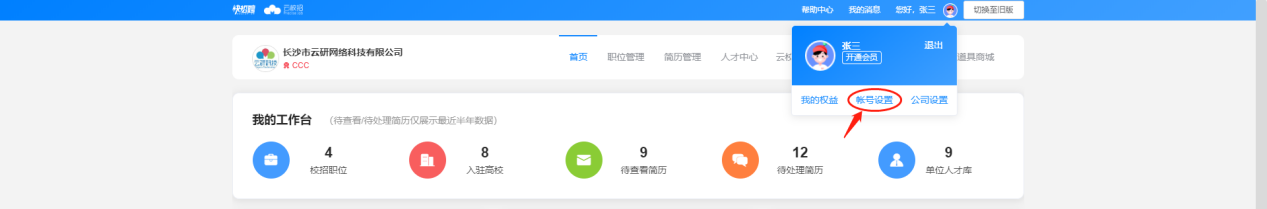 快校招 云校招 帮助中心 我的消息 您好，张三 切换至旧版
长沙市云研网络科技有限公司
CCC
首页 职位管理 简历管理 人才中心 云校 道具商城
张三 退出
开通会员
我的权益 帐号设置 公司设置
我的工作台 （待查看/待处理简历仅展示最近半年数据）
4 8 9 12 9
校招职位 入驻高校 待查看简历 待处理简历 单位人才库